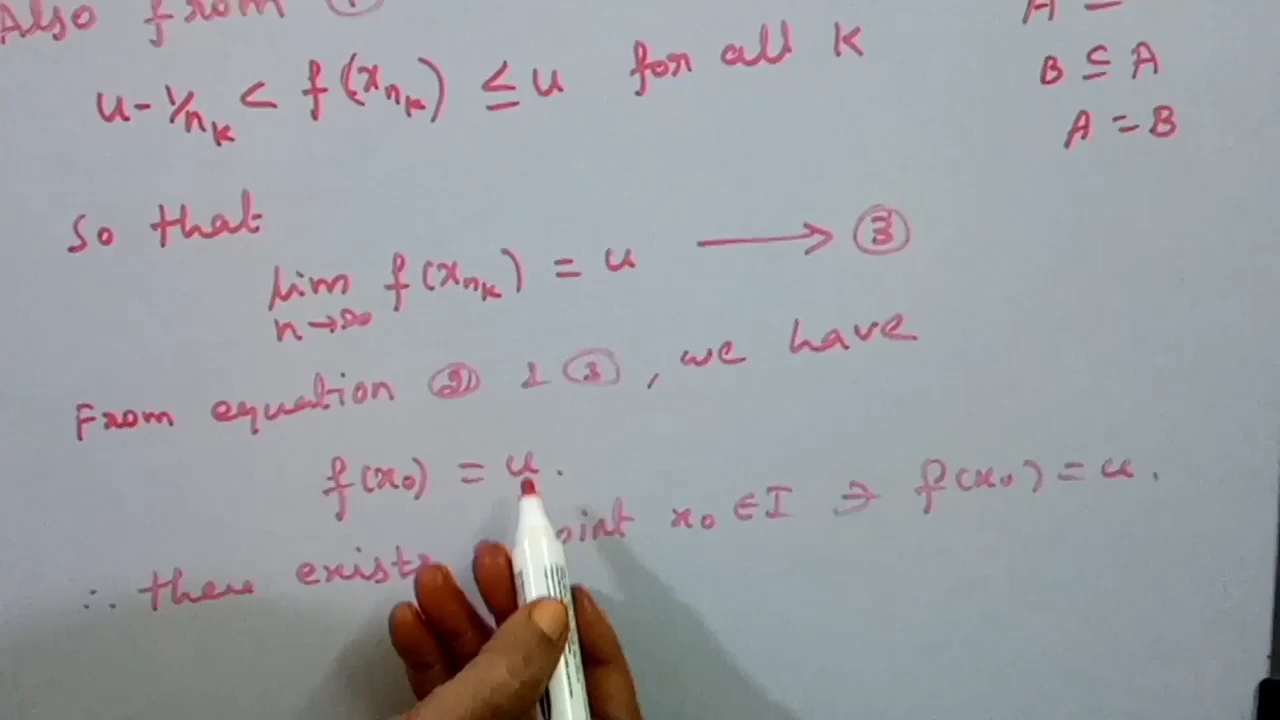 Also from ①
u - 1/n_k < f(x_{n_k}) ≤ u for all k
A =
B ⊆ A
A = B
So that
lim n→∞ f(x_{n_k}) = u ⟶ ③
From equation ② & ③, we have
f(x₀) = u.
∴ there exists point x₀ ∈ I ∋ f(x₀) = u.